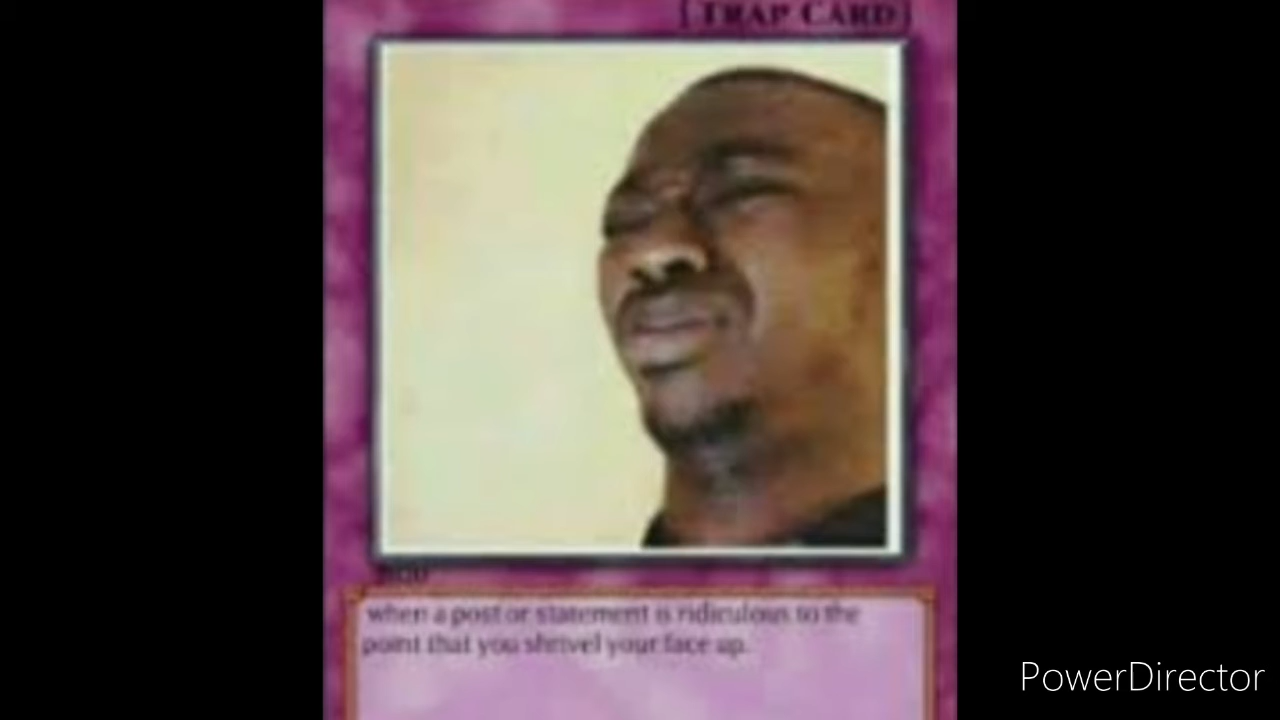 [TRAP CARD]
when a post or statement is ridiculous to the
point that you shrivel your face up.
PowerDirector